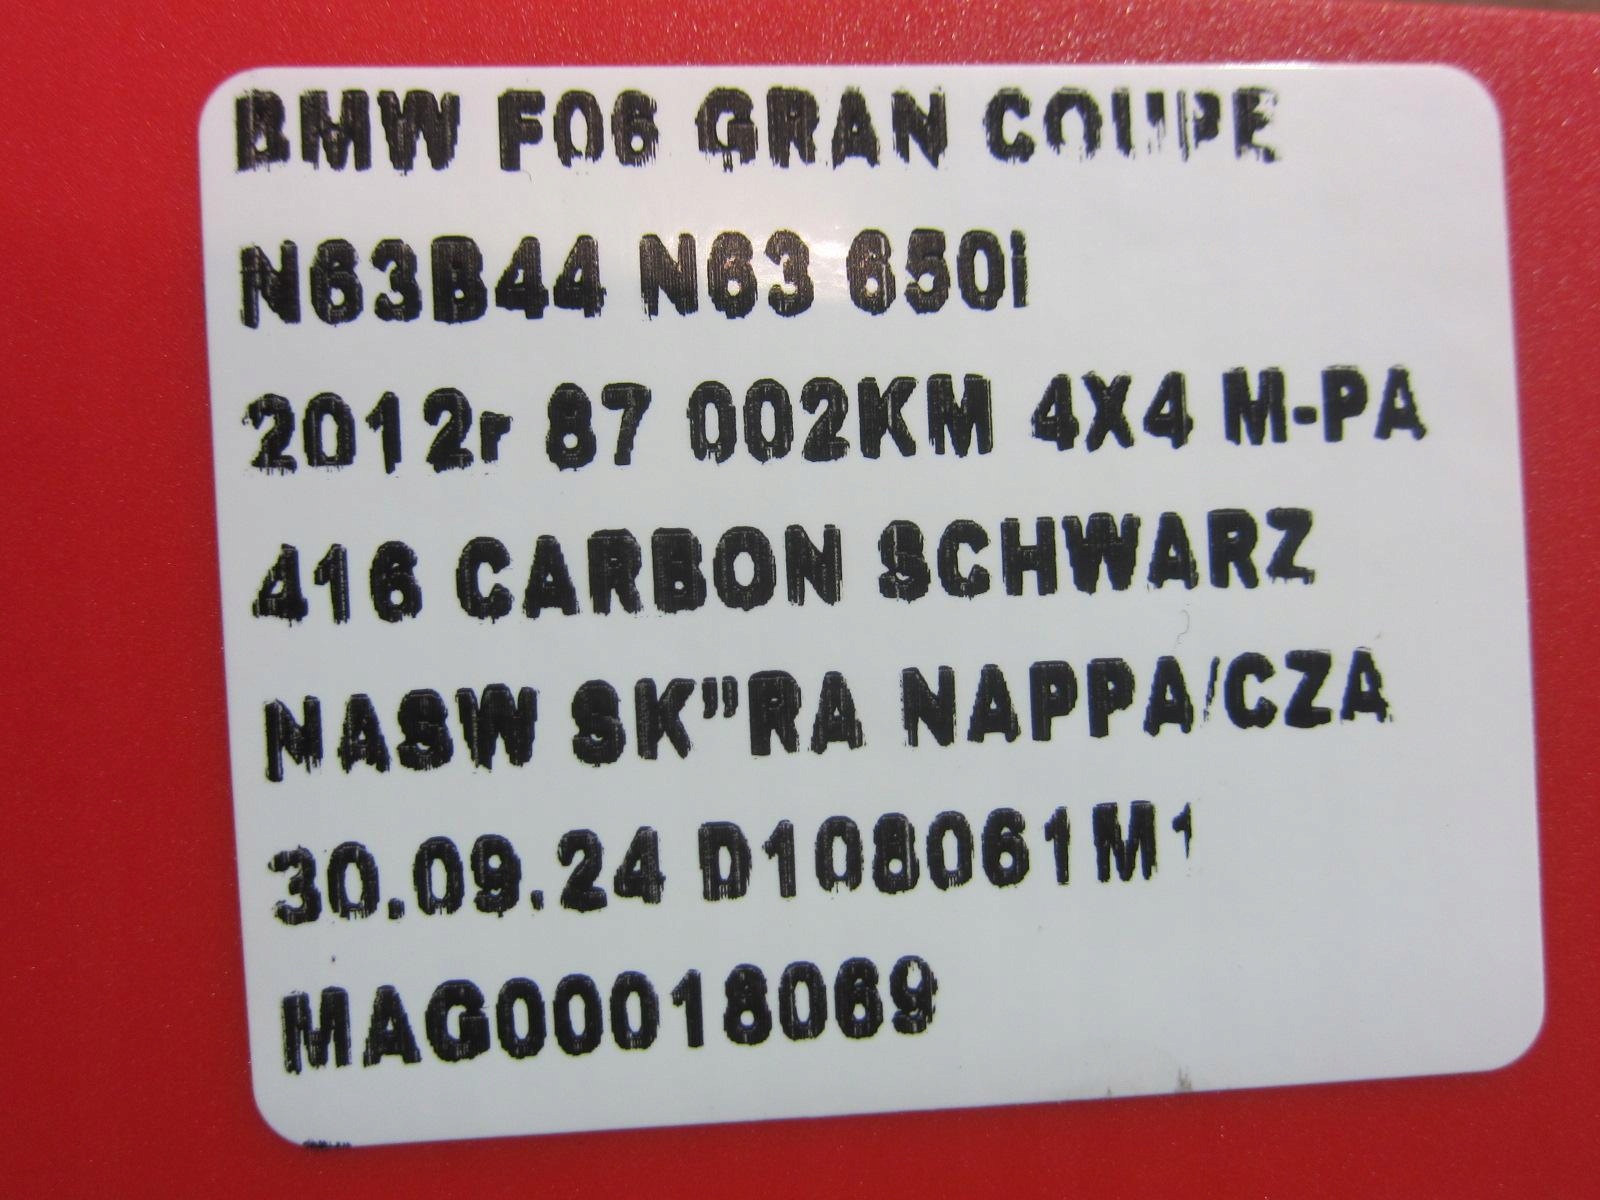 BMW F06 GRAN COUPE
N63B44 N63 650i
2012r 87 002KM 4X4 M-PA
416 CARBON SCHWARZ
NASW SK"RA NAPPA/CZA
30.09.24 D108061M1
MAG00018069